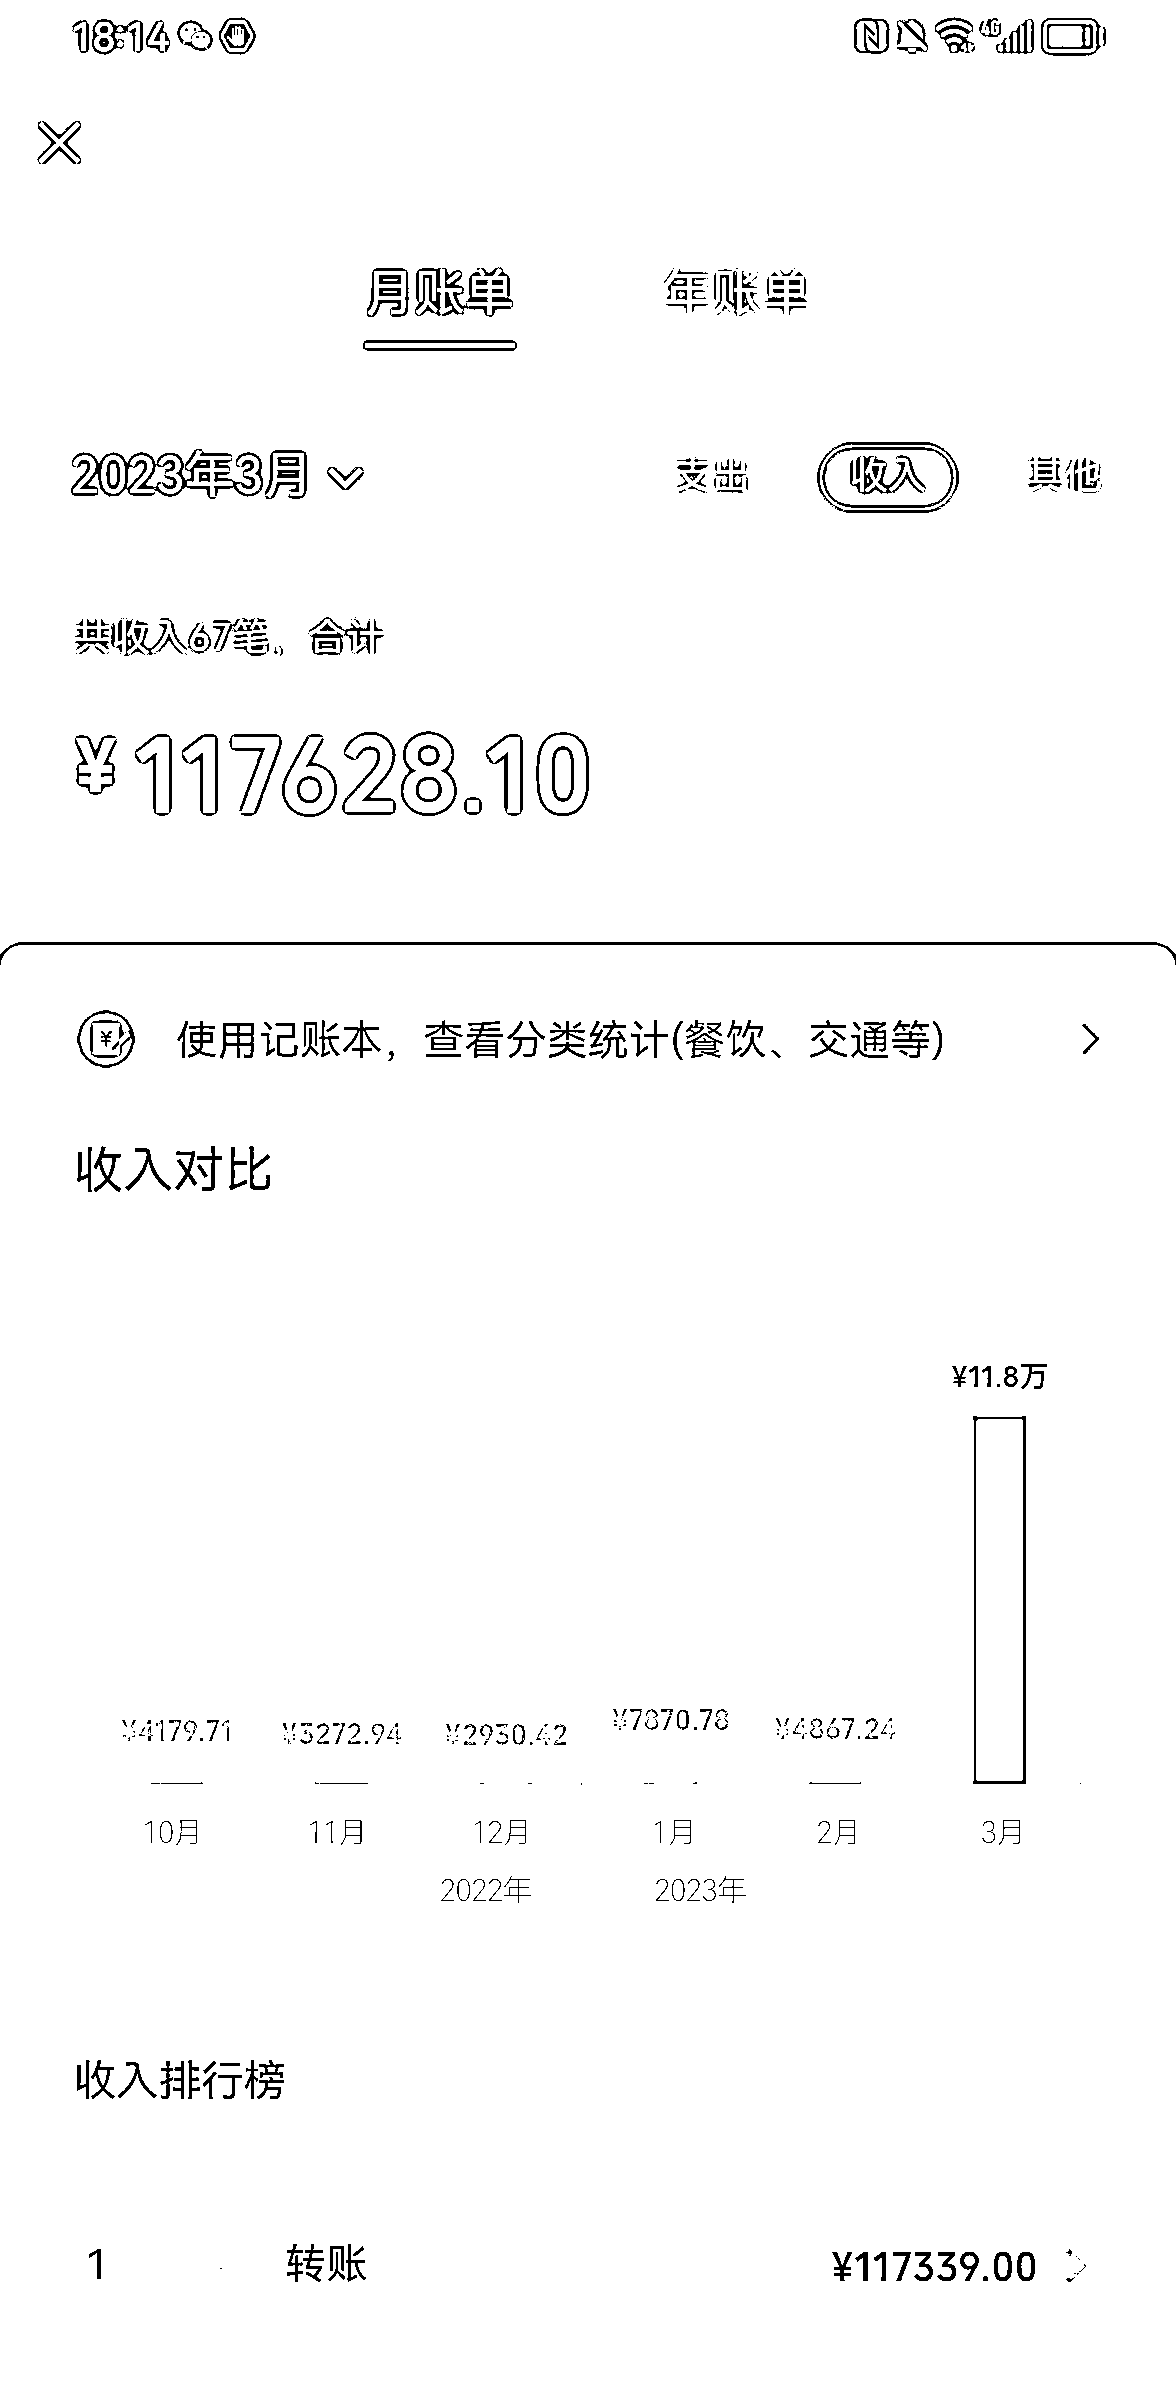 18:14
4G
月账单 年账单
2023年3月 支出 收入 其他
共收入67笔，合计
¥117628.10
使用记账本，查看分类统计(餐饮、交通等)
收入对比
¥11.8万
¥4179.71 ¥3272.94 ¥2930.42 ¥7870.78 ¥4867.24
10月 11月 12月 1月 2月 3月
2022年 2023年
收入排行榜
1 转账 ¥117339.00